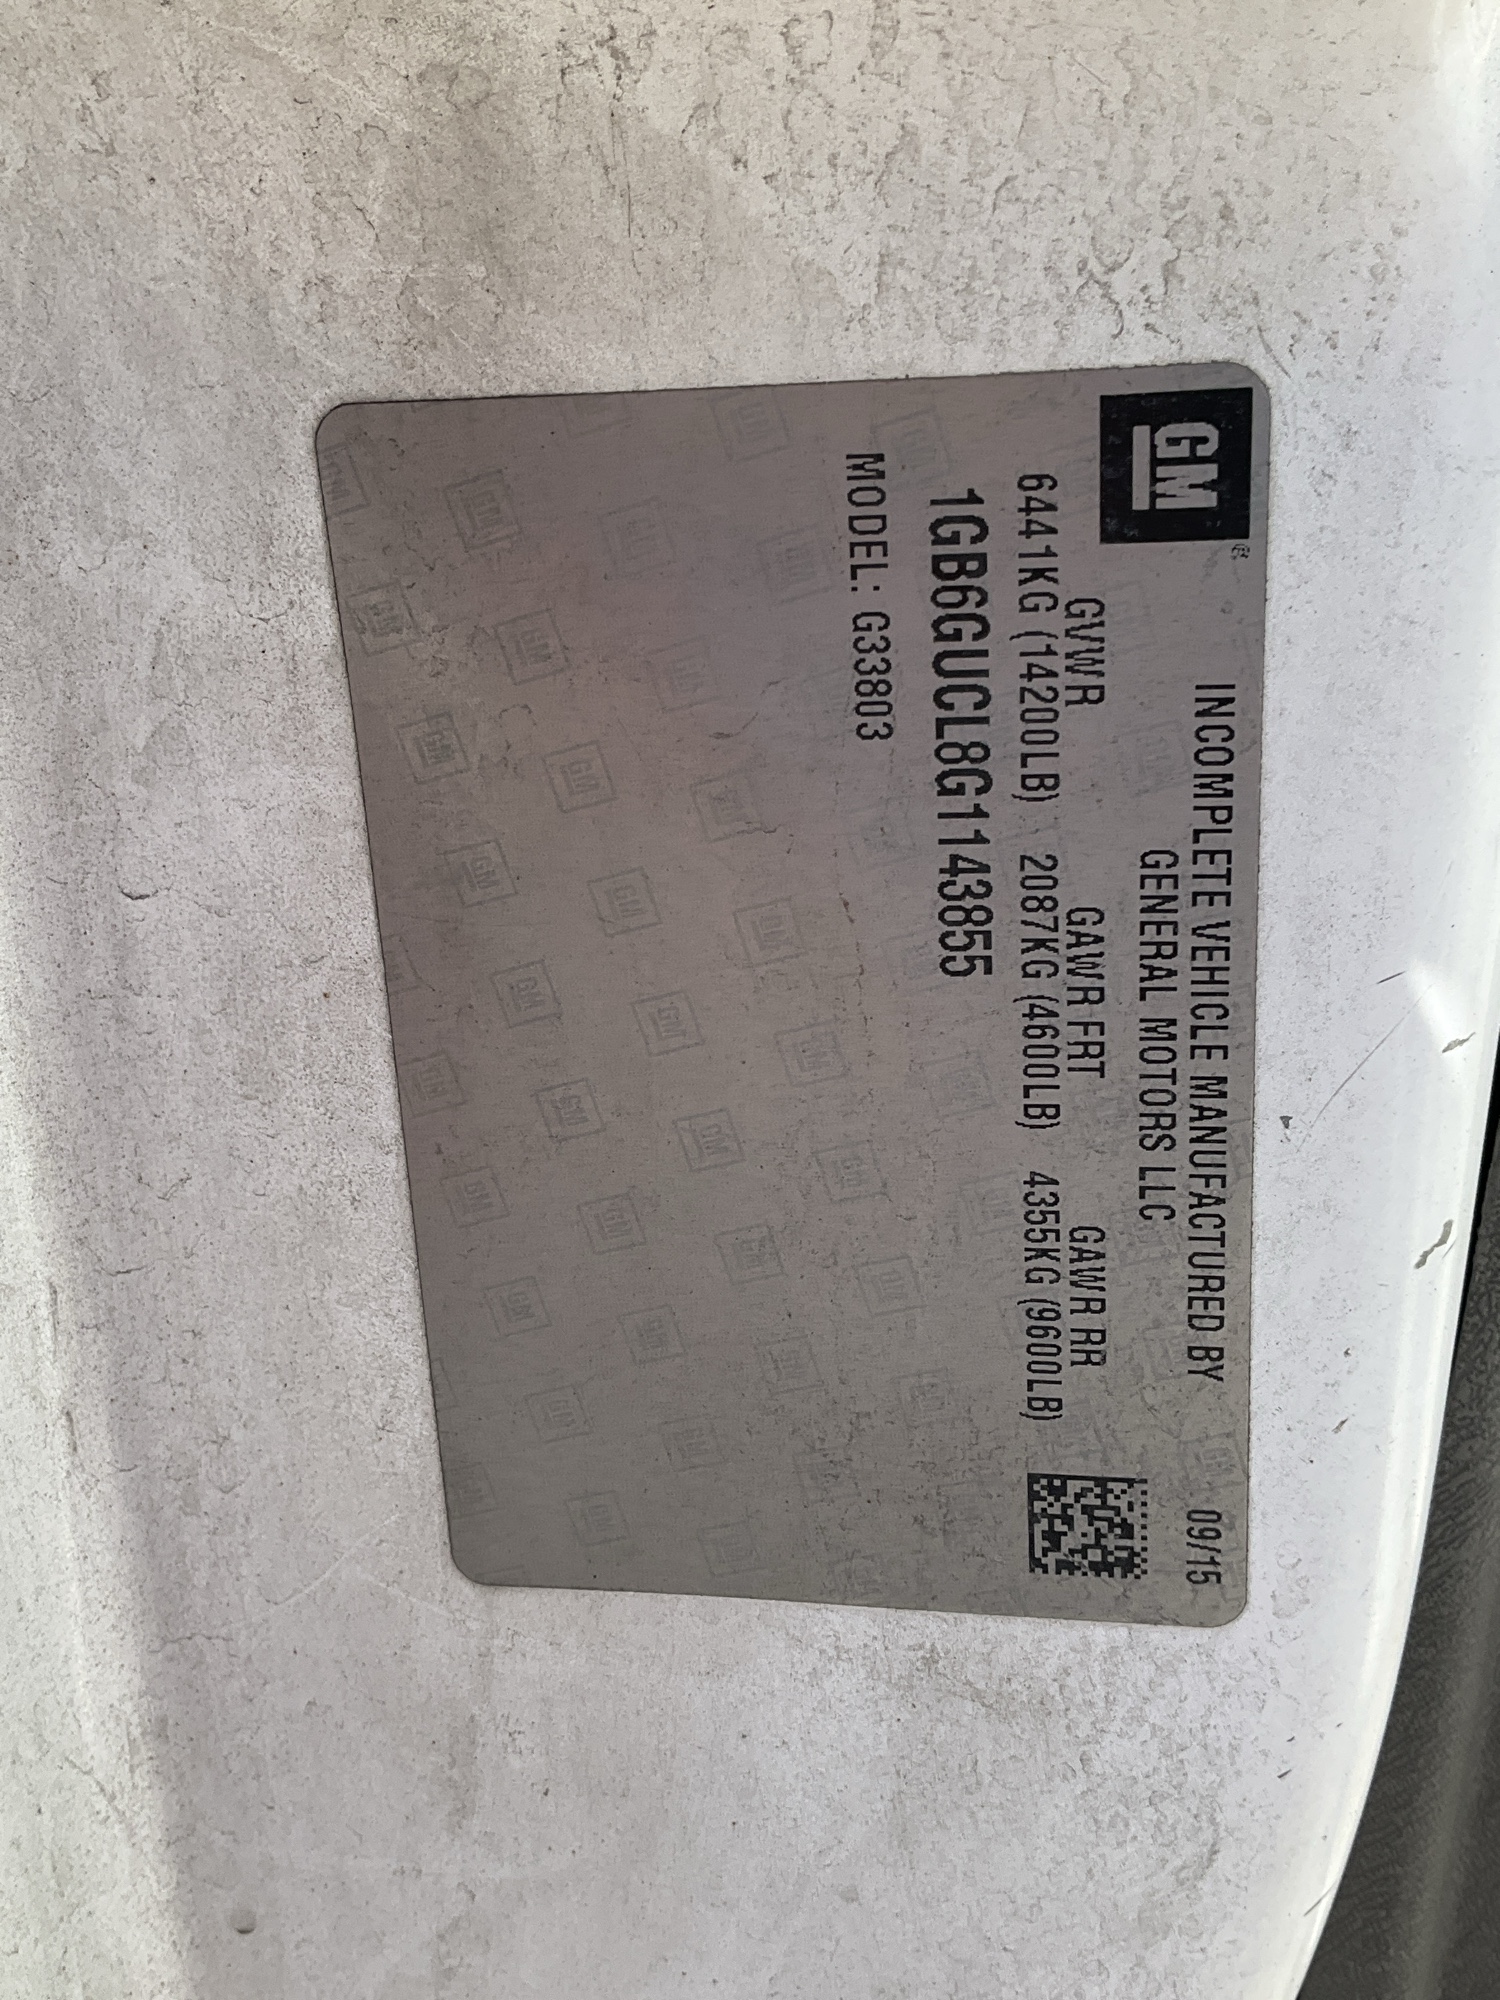 GM®
INCOMPLETE VEHICLE MANUFACTURED BY 09/15
GENERAL MOTORS LLC
GVWR GAWR FRT GAWR RR
6441KG (14200LB) 2087KG (4600LB) 4355KG (9600LB)
1GB6GUCL8G1143855
MODEL: G33803